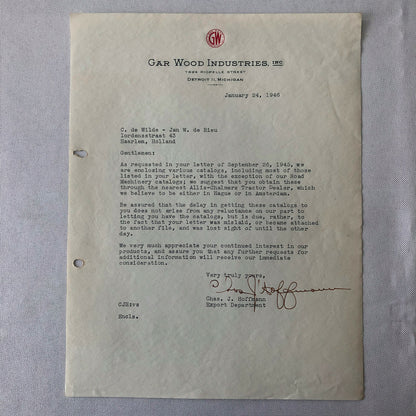 GW
GAR WOOD INDUSTRIES, INC
7924 RIOPELLE STREET
DETROIT 11, MICHIGAN
January 24, 1946
C. de Wilde - Jan W. de Rieu
Iordensstraat 43
Haarlem, Holland
Gentlemen:
As requested in your letter of September 26, 1945, we
are enclosing various catalogs, including most of those
listed in your letter, with the exception of our Road
Machinery catalogs; we suggest that you obtain these
through the nearest Allis-Chalmers Tractor Dealer, which
we believe to be either in Hague or in Amsterdam.
Be assured that the delay in getting these catalogs to
you does not arise from any reluctance on our part to
letting you have the catalogs, but is due, rather, to
the fact that your letter was mislaid, or became attached
to another file, and was lost sight of until the other
day.
We very much appreciate your continued interest in our
products, and assure you that any further requests for
additional information will receive our immediate
consideration.
Very truly yours,
Chas J Hoffmann
Chas. J. Hoffmann
Export Department
CJH:vs
Encls.